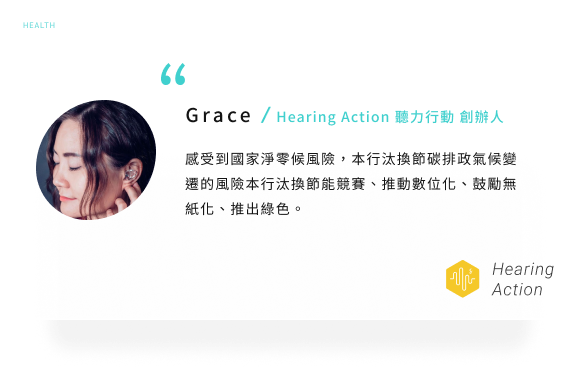 HEALTH
“
Grace / Hearing Action 聽力行動 創辦人
感受到國家淨零候風險，本行汰換節碳排政氣候變
遷的風險本行汰換節能競賽、推動數位化、鼓勵無
紙化、推出綠色。
Hearing
Action